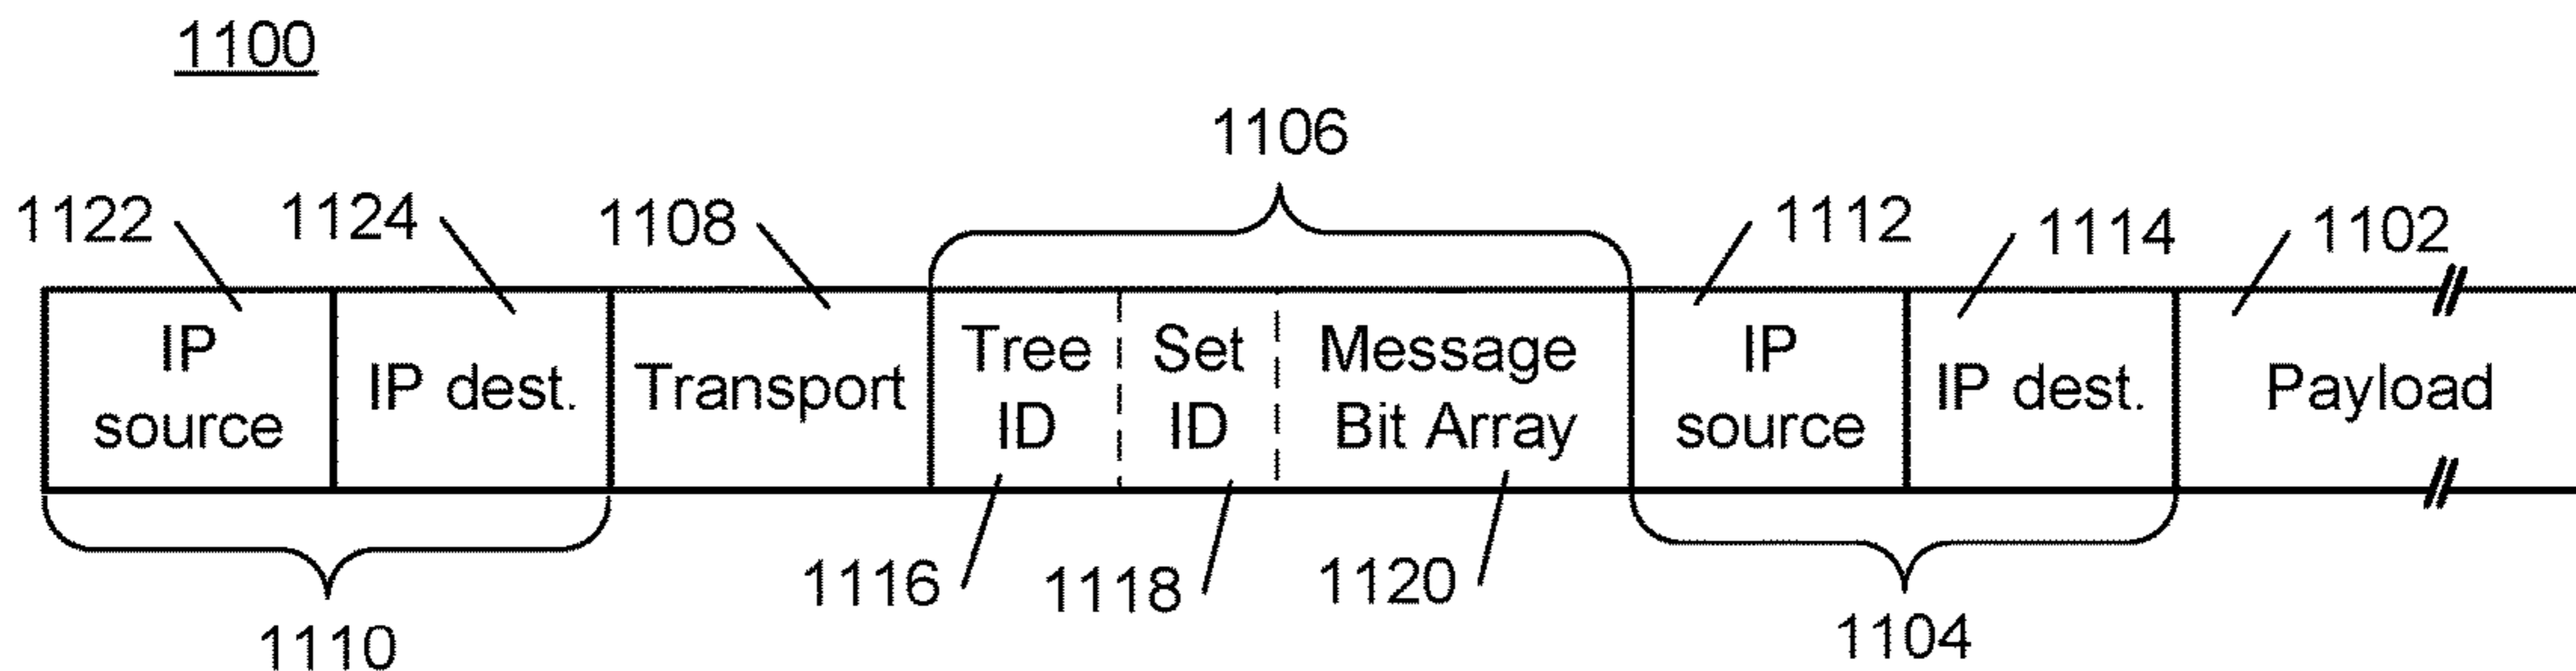 1100
1106
1122
1124
1108
1112
1114
1102
IP
source
IP dest.
Transport
Tree
ID
Set
ID
Message
Bit Array
IP
source
IP dest.
Payload
1116
1118
1120
1110
1104